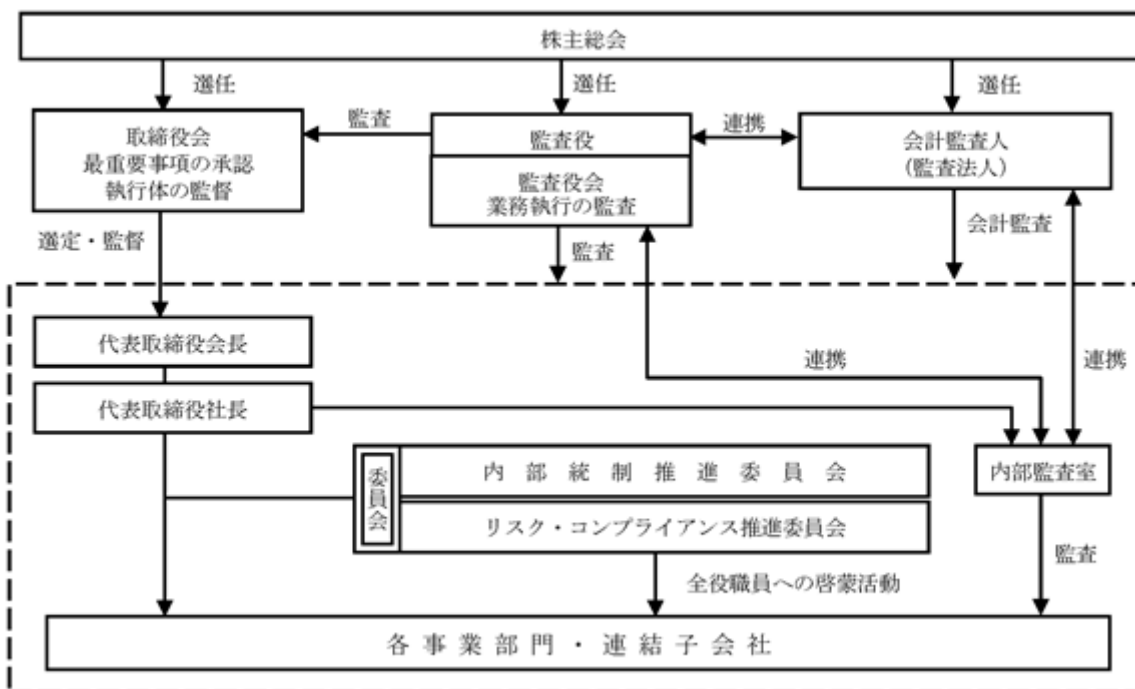 株主総会
選任
選任
選任
取締役会
最重要事項の承認
執行体の監督
監査
監査役
監査役会
業務執行の監査
連携
会計監査人
(監査法人)
選定・監督
監査
会計監査
代表取締役会長
代表取締役社長
連携
連携
委員会
内部統制推進委員会
リスク・コンプライアンス推進委員会
内部監査室
全役職員への啓蒙活動
監査
各事業部門・連結子会社